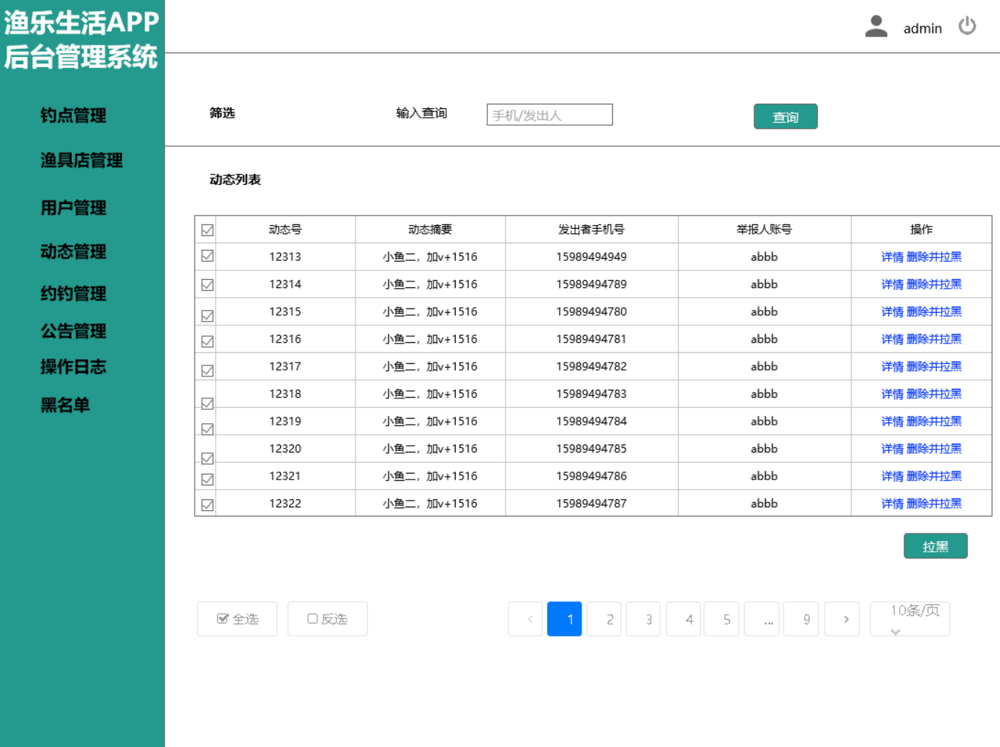 渔乐生活APP
后台管理系统
admin
钓点管理
渔具店管理
用户管理
动态管理
约钓管理
公告管理
操作日志
黑名单
筛选 输入查询 手机/发出人 查询
动态列表
动态号 动态摘要 发出者手机号 举报人账号 操作
12313 小鱼二，加v+1516 15989494949 abbb 详情 删除并拉黑
12314 小鱼二，加v+1516 15989494789 abbb 详情 删除并拉黑
12315 小鱼二，加v+1516 15989494780 abbb 详情 删除并拉黑
12316 小鱼二，加v+1516 15989494781 abbb 详情 删除并拉黑
12317 小鱼二，加v+1516 15989494782 abbb 详情 删除并拉黑
12318 小鱼二，加v+1516 15989494783 abbb 详情 删除并拉黑
12319 小鱼二，加v+1516 15989494784 abbb 详情 删除并拉黑
12320 小鱼二，加v+1516 15989494785 abbb 详情 删除并拉黑
12321 小鱼二，加v+1516 15989494786 abbb 详情 删除并拉黑
12322 小鱼二，加v+1516 15989494787 abbb 详情 删除并拉黑
拉黑
全选 反选 < 1 2 3 4 5 ... 9 > 10条/页